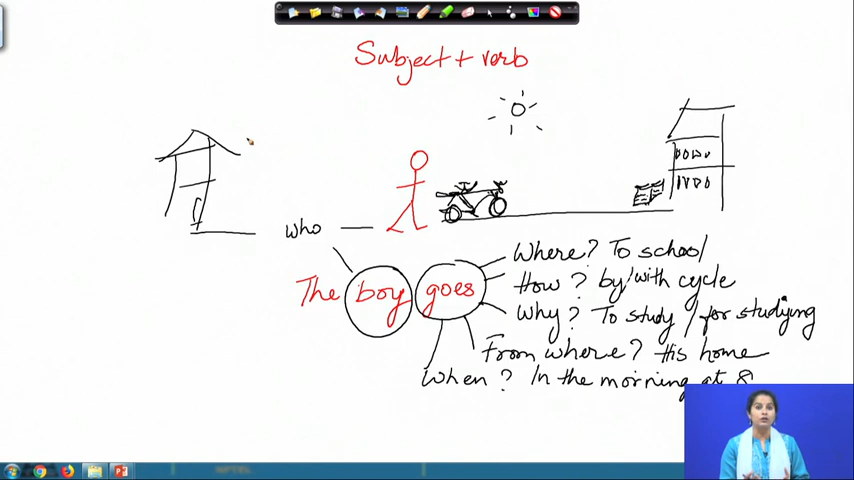 Subject + verb
who
The boy goes
Where? To school
How? by/with cycle
Why? To study / for studying
From where? His home
When? In the morning at 8